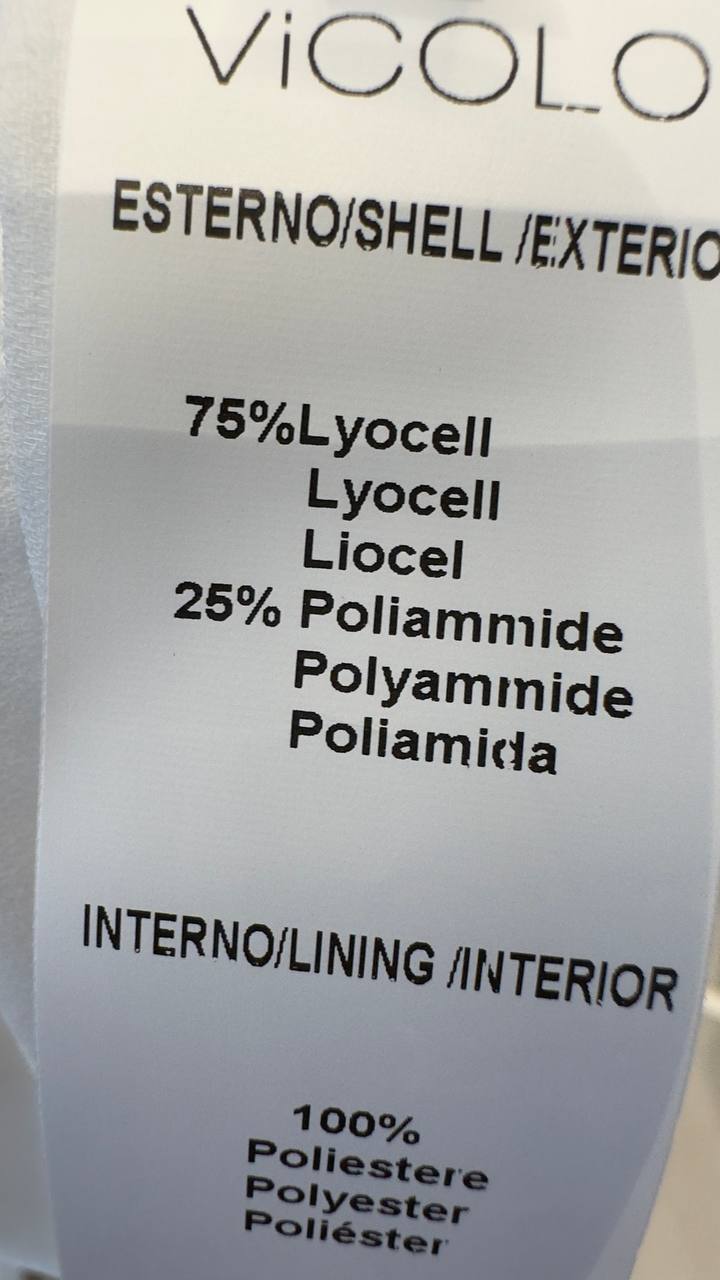 ViCOLO
ESTERNO/SHELL /EXTERIO
75%Lyocell
Lyocell
Liocel
25% Poliammide
Polyammide
Poliamida
INTERNO/LINING /INTERIOR
100%
Poliestere
Polyester
Poliéster